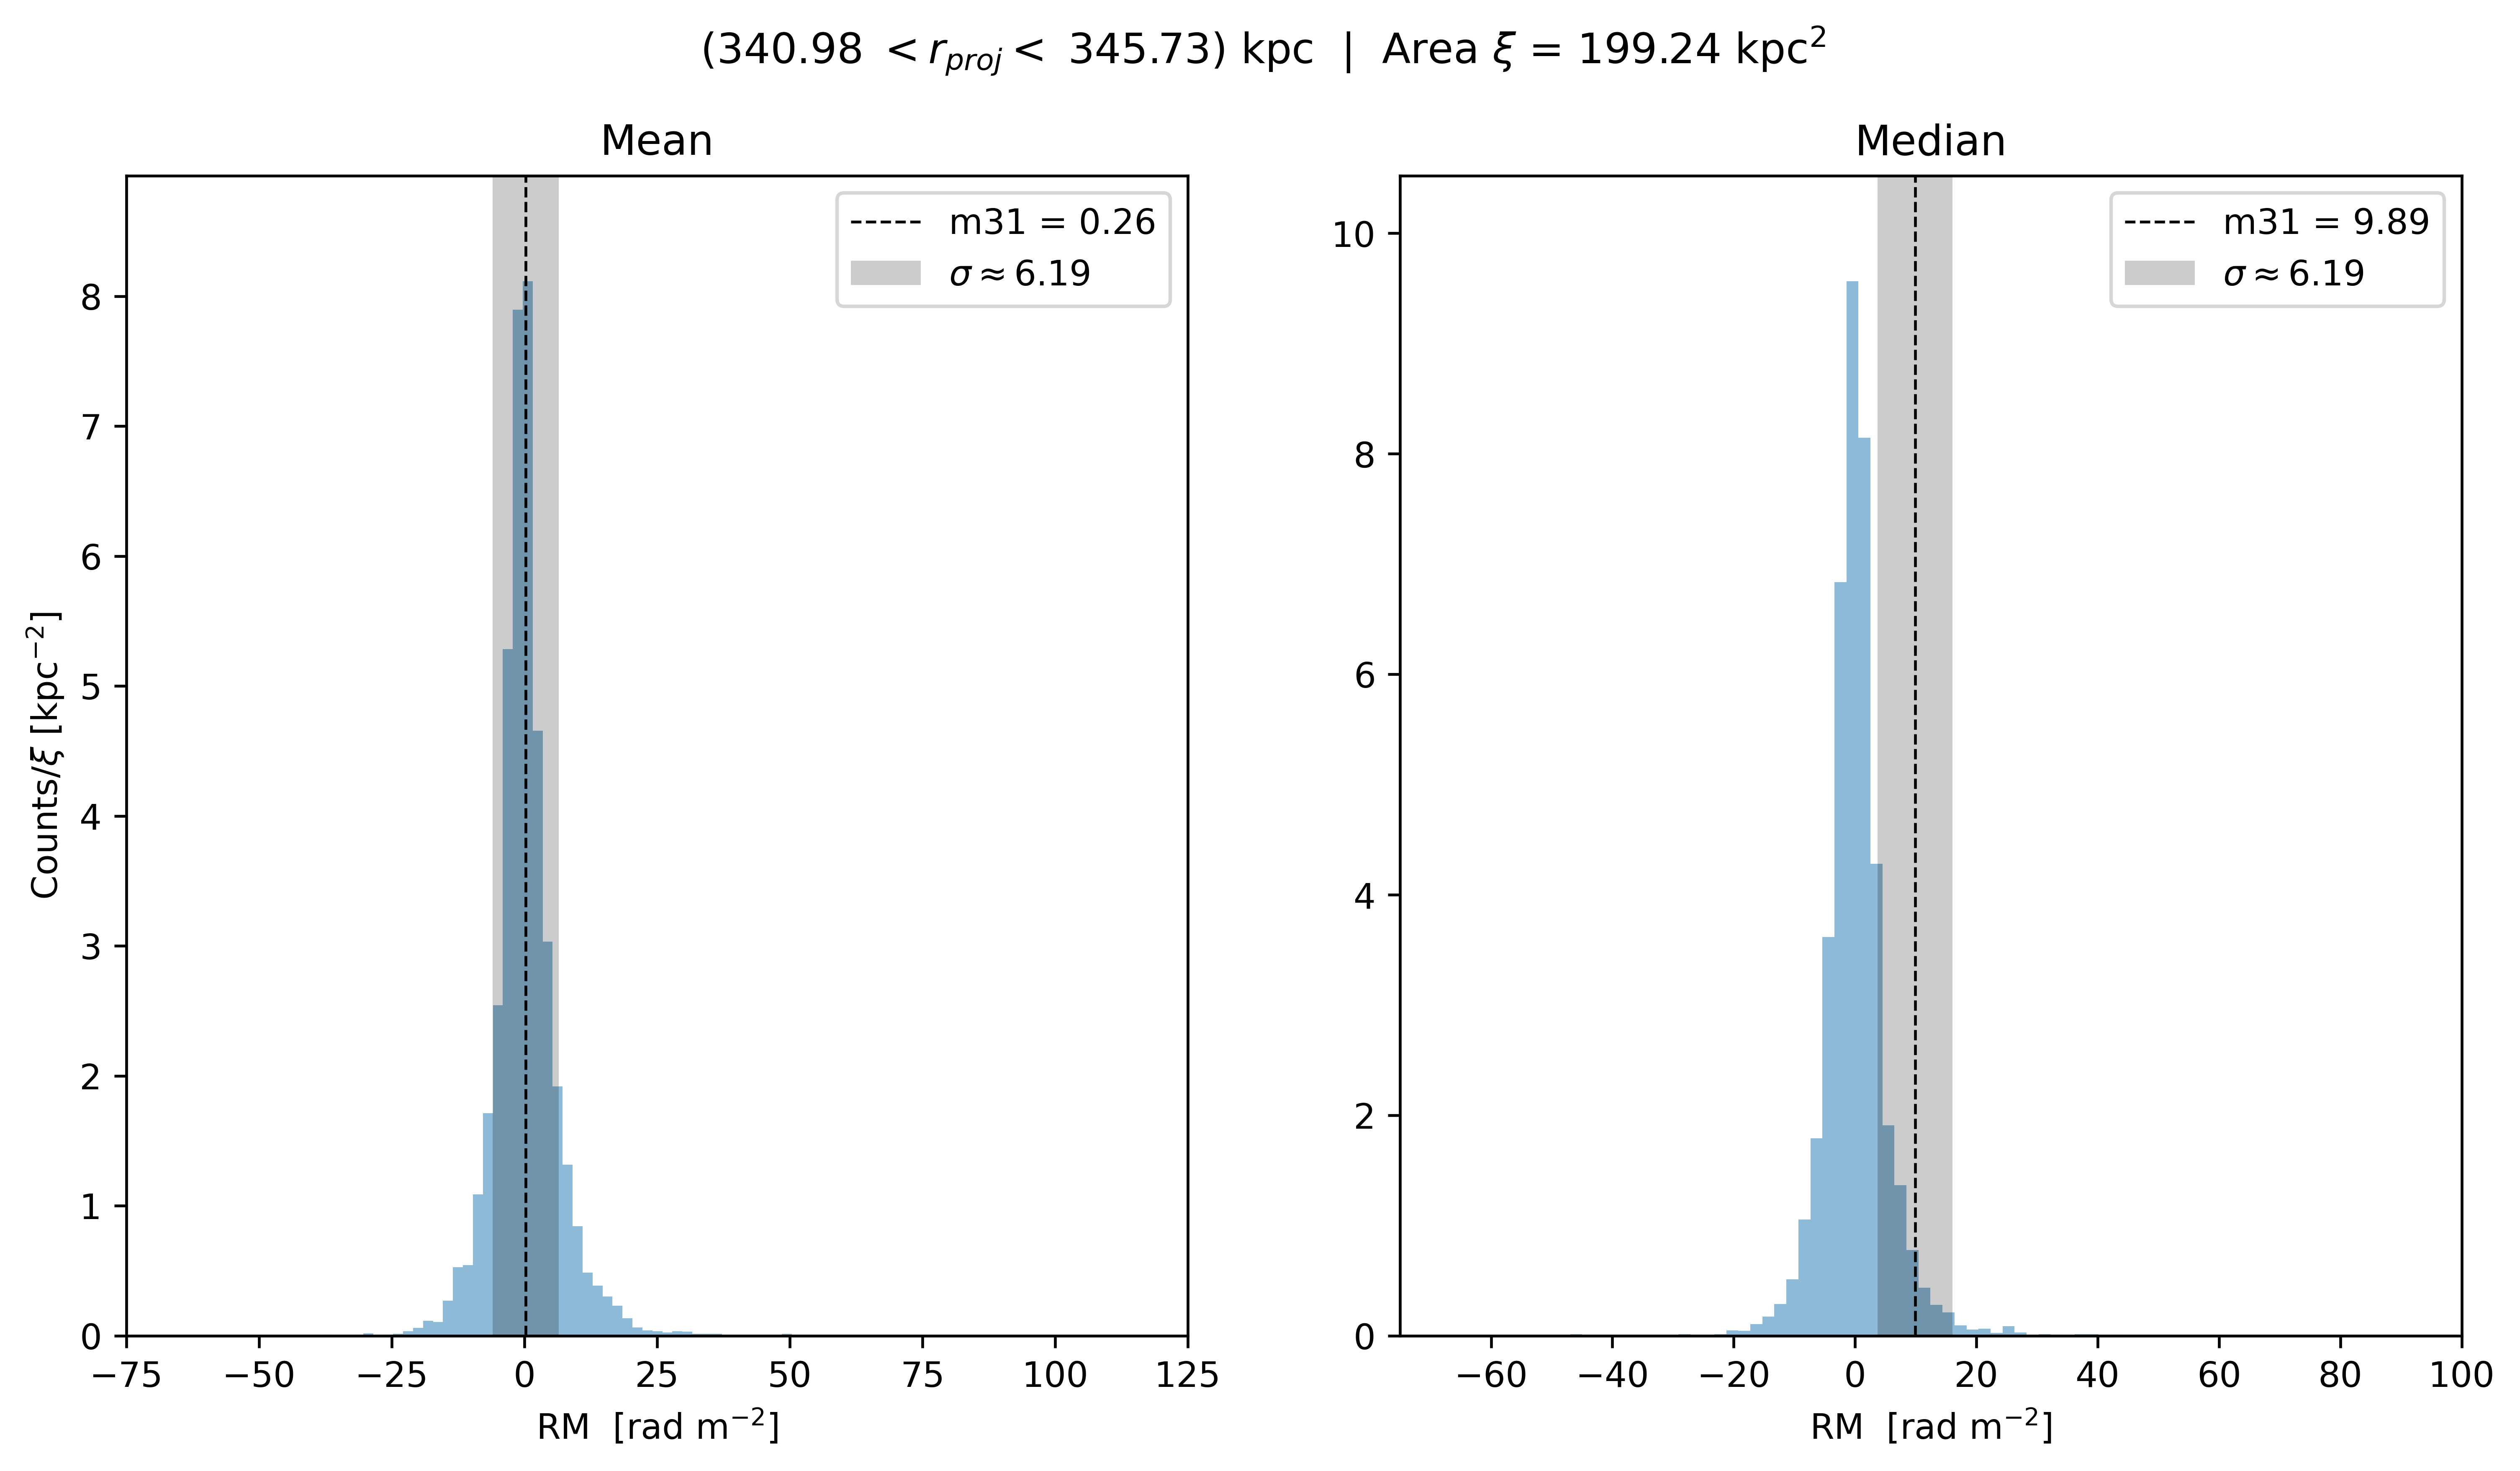 (340.98 < r_proj < 345.73) kpc | Area ξ = 199.24 kpc²
Mean
m31 = 0.26
σ ≈ 6.19
8
7
6
5
4
3
2
1
0
Counts/ξ [kpc⁻²]
−75 −50 −25 0 25 50 75 100 125
RM [rad m⁻²]
Median
m31 = 9.89
σ ≈ 6.19
10
8
6
4
2
0
−60 −40 −20 0 20 40 60 80 100
RM [rad m⁻²]